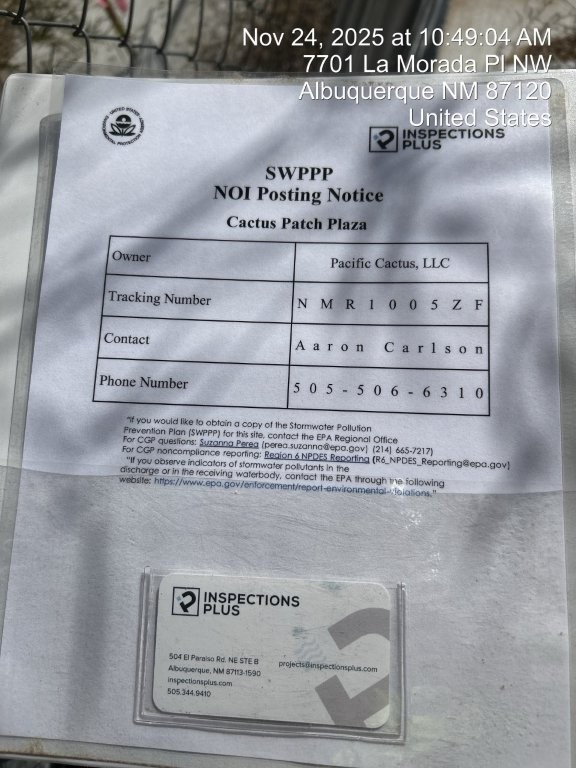 Nov 24, 2025 at 10:49:04 AM
7701 La Morada Pl NW
Albuquerque NM 87120
United States
INSPECTIONS
PLUS
SWPPP
NOI Posting Notice
Cactus Patch Plaza
Owner Pacific Cactus, LLC
Tracking Number N M R 1 0 0 5 Z F
Contact A a r o n C a r l s o n
Phone Number 5 0 5 - 5 0 6 - 6 3 1 0
"If you would like to obtain a copy of the Stormwater Pollution
Prevention Plan (SWPPP) for this site, contact the EPA Regional Office
For CGP questions: Suzanna Perea (perea.suzanna@epa.gov) (214) 665-7217)
For CGP noncompliance reporting: Region 6 NPDES Reporting (R6_NPDES_Reporting@epa.gov)
"If you observe indicators of stormwater pollutants in the
discharge or in the receiving waterbody, contact the EPA through the following
website: https://www.epa.gov/enforcement/report-environmental-violations."
INSPECTIONS
PLUS
504 El Paraiso Rd. NE STE B
Albuquerque, NM 87113-1590
inspectionsplus.com
505.344.9410
projects@inspectionsplus.com